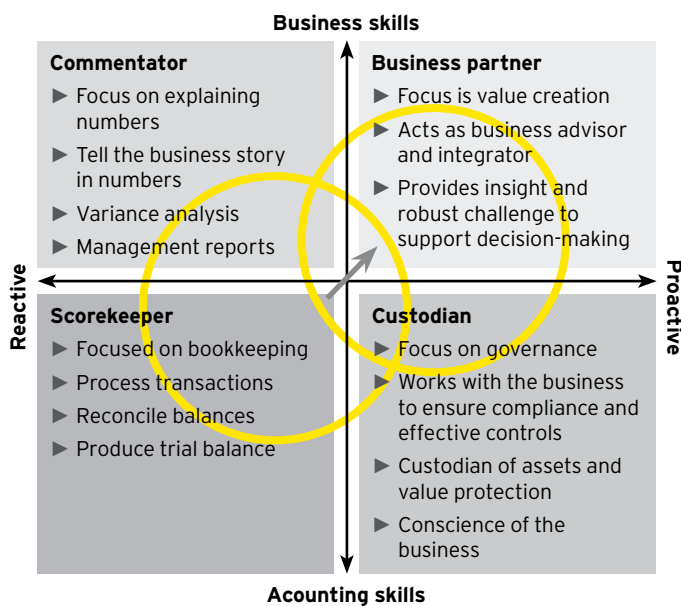 Business skills
Commentator
► Focus on explaining
numbers
► Tell the business story
in numbers
► Variance analysis
► Management reports
Business partner
► Focus is value creation
► Acts as business advisor
and integrator
► Provides insight and
robust challenge to
support decision-making
Reactive
Proactive
Scorekeeper
► Focused on bookkeeping
► Process transactions
► Reconcile balances
► Produce trial balance
Custodian
► Focus on governance
► Works with the business
to ensure compliance and
effective controls
► Custodian of assets and
value protection
► Conscience of the
business
Acounting skills